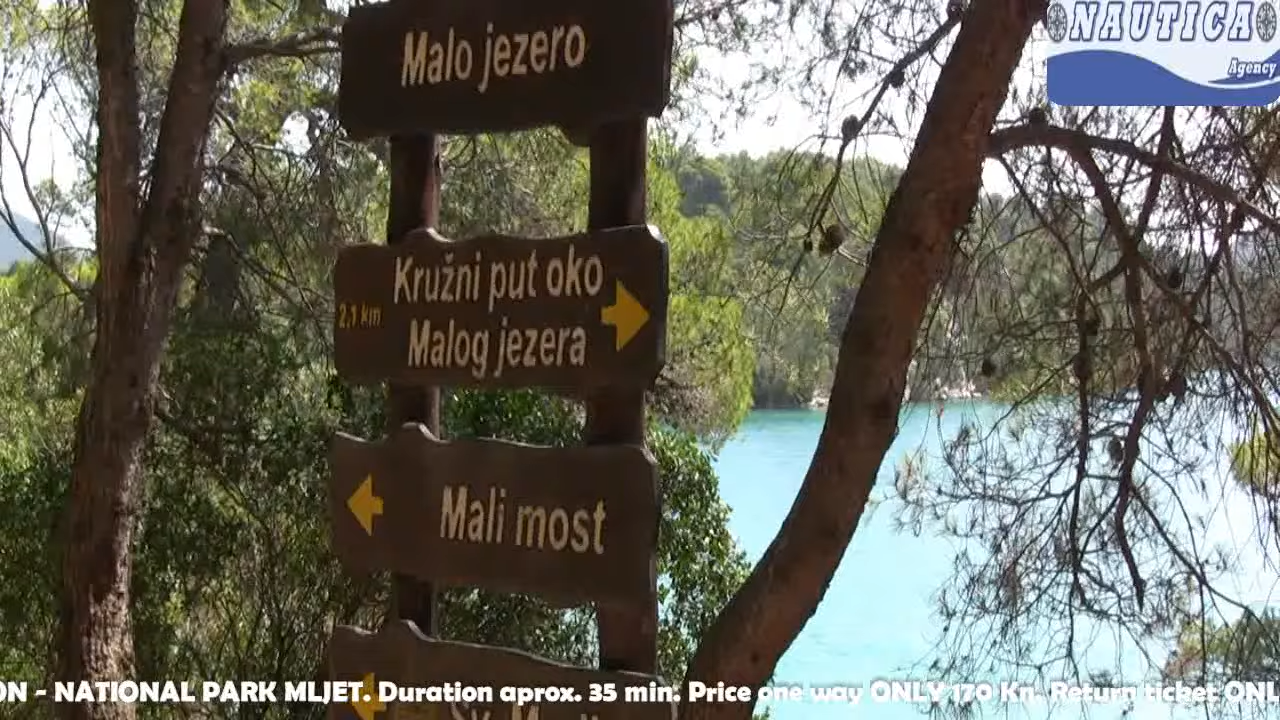 NAUTICA
Agency
Malo jezero
Kružni put oko
2,1 km
Malog jezera
Mali most
ON - NATIONAL PARK MLJET. Duration aprox. 35 min. Price one way ONLY 170 Kn. Return ticket ONL